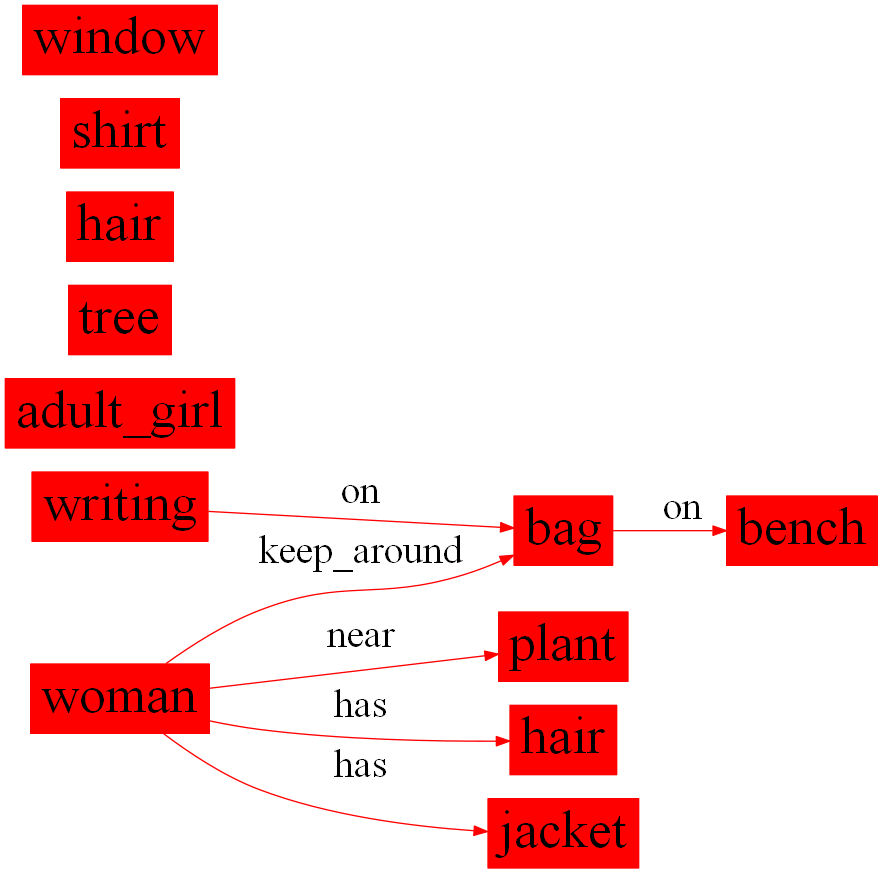 window
shirt
hair
tree
adult_girl
writing
on
bag
on
bench
keep_around
woman
near
plant
has
hair
has
jacket